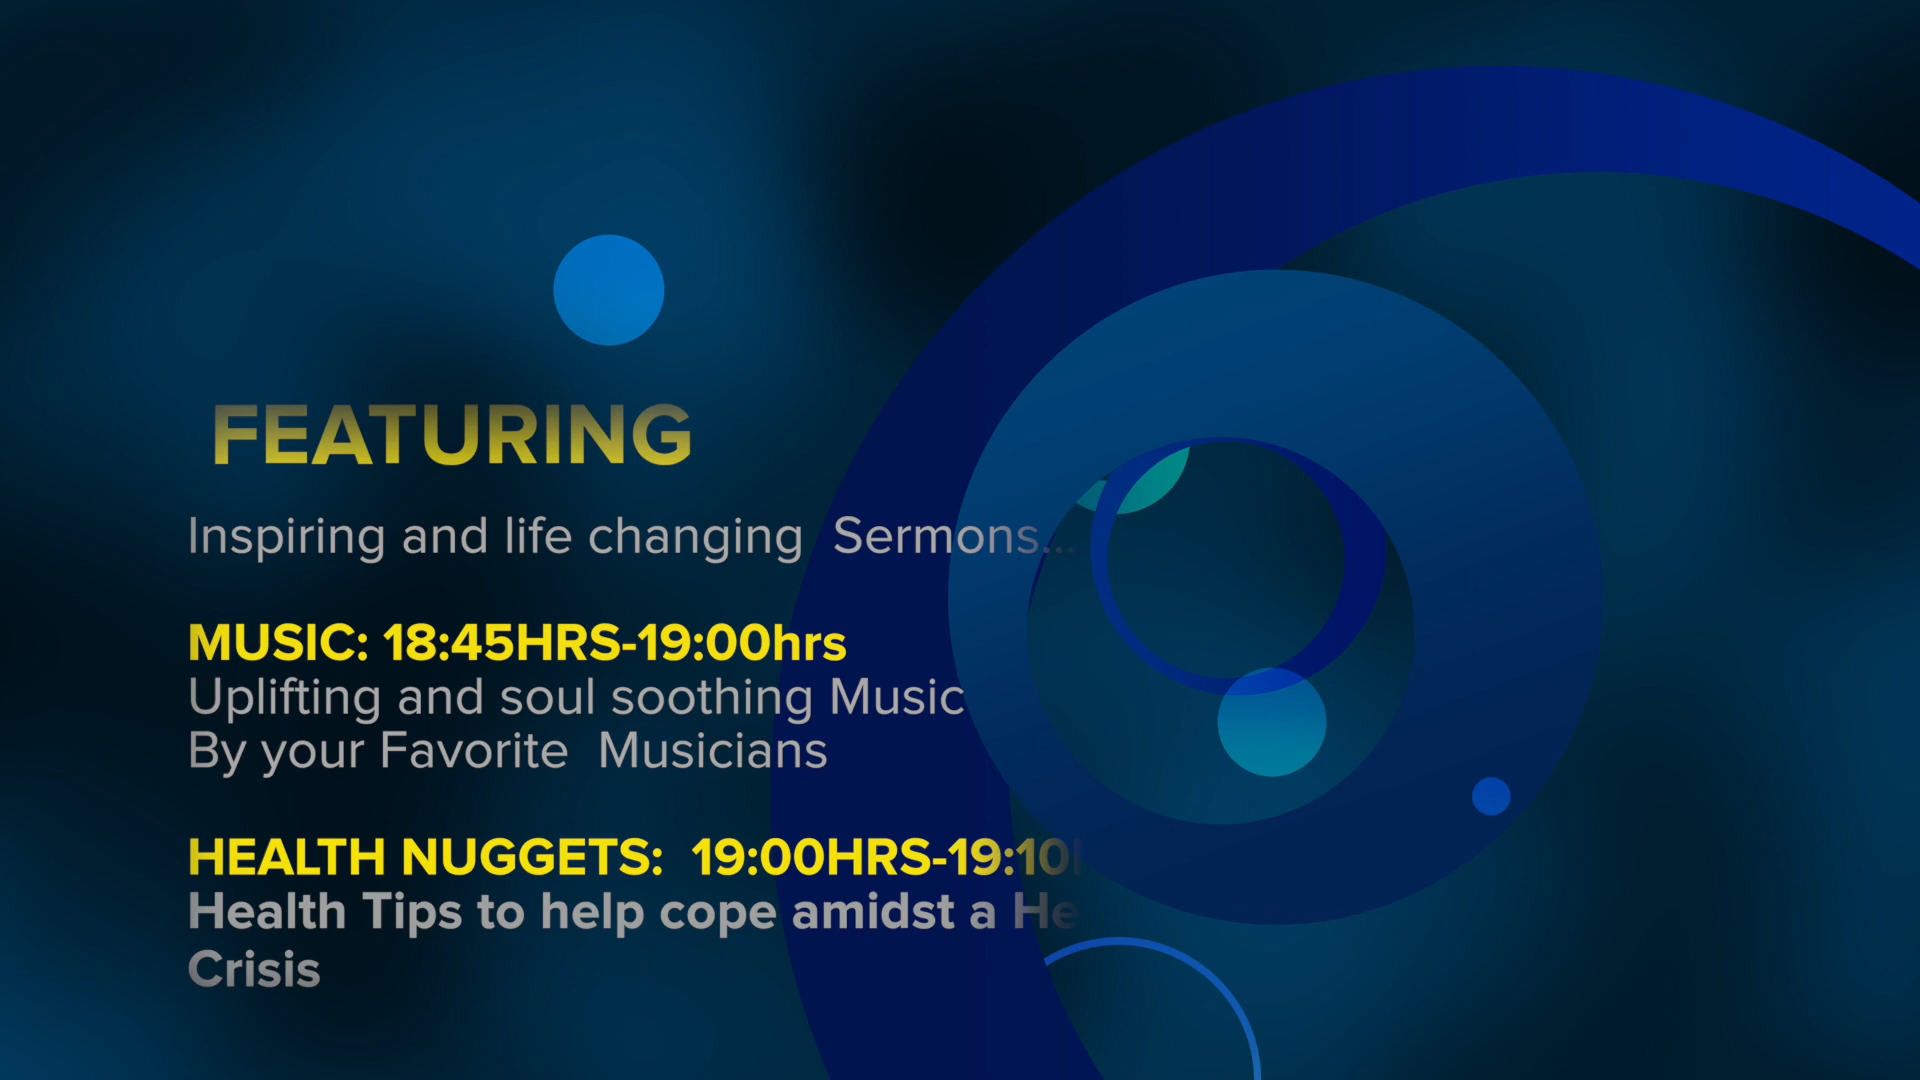 FEATURING
Inspiring and life changing Sermons...
MUSIC: 18:45HRS-19:00hrs
Uplifting and soul soothing Music
By your Favorite Musicians
HEALTH NUGGETS: 19:00HRS-19:10
Health Tips to help cope amidst a
Crisis